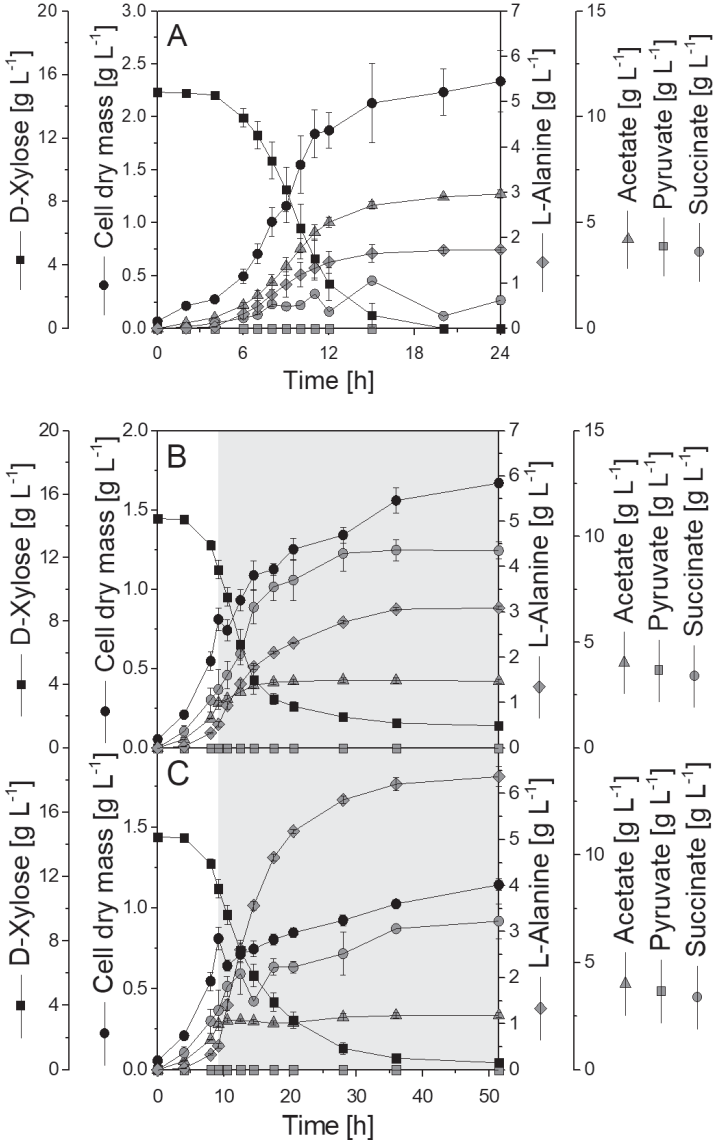 A
20
16
12
8
4
0
D-Xylose [g L⁻¹]
3.0
2.5
2.0
1.5
1.0
0.5
0.0
Cell dry mass [g L⁻¹]
7
6
5
4
3
2
1
0
L-Alanine [g L⁻¹]
15
10
5
0
Acetate [g L⁻¹]
Pyruvate [g L⁻¹]
Succinate [g L⁻¹]
0 6 12 18 24
Time [h]
B
20
16
12
8
4
0
D-Xylose [g L⁻¹]
2.0
1.5
1.0
0.5
0.0
Cell dry mass [g L⁻¹]
7
6
5
4
3
2
1
0
L-Alanine [g L⁻¹]
15
10
5
0
Acetate [g L⁻¹]
Pyruvate [g L⁻¹]
Succinate [g L⁻¹]
C
16
12
8
4
0
D-Xylose [g L⁻¹]
1.5
1.0
0.5
0.0
Cell dry mass [g L⁻¹]
6
5
4
3
2
1
0
L-Alanine [g L⁻¹]
10
5
0
Acetate [g L⁻¹]
Pyruvate [g L⁻¹]
Succinate [g L⁻¹]
0 10 20 30 40 50
Time [h]